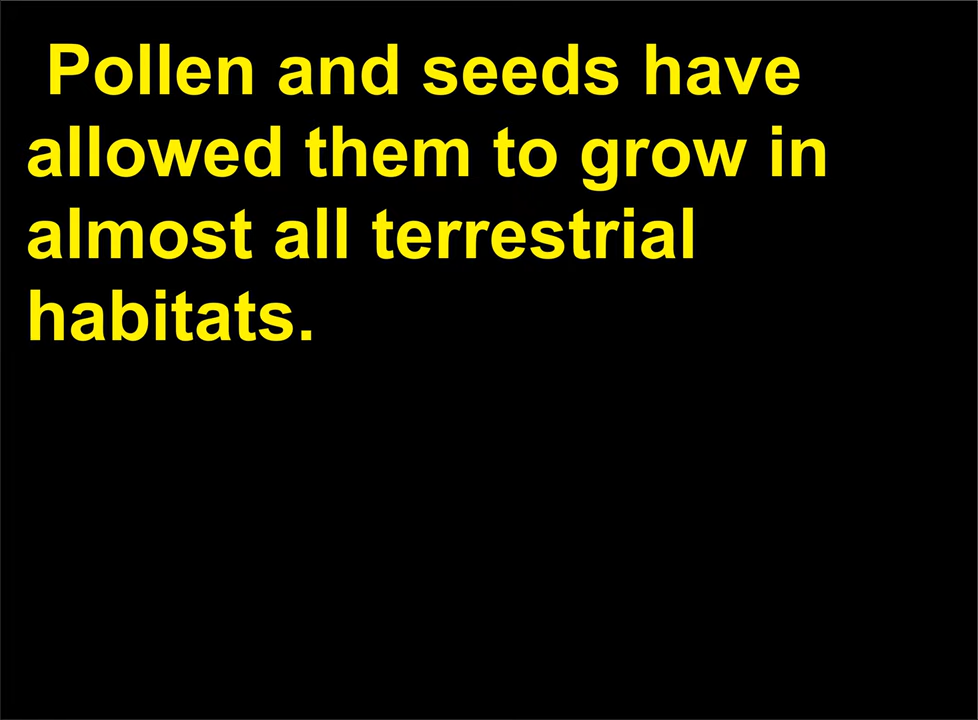 Pollen and seeds have
allowed them to grow in
almost all terrestrial
habitats.